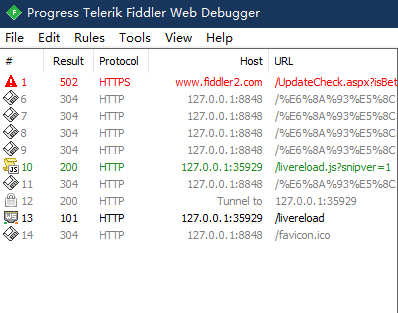 Progress Telerik Fiddler Web Debugger
File Edit Rules Tools View Help
# Result Protocol Host URL
1 502 HTTPS www.fiddler2.com /UpdateCheck.aspx?isBet
6 304 HTTP 127.0.0.1:8848 /%E6%8A%93%E5%8C
7 304 HTTP 127.0.0.1:8848 /%E6%8A%93%E5%8C
8 304 HTTP 127.0.0.1:8848 /%E6%8A%93%E5%8C
9 304 HTTP 127.0.0.1:8848 /%E6%8A%93%E5%8C
JS 10 200 HTTP 127.0.0.1:35929 /livereload.js?snipver=1
11 304 HTTP 127.0.0.1:8848 /%E6%8A%93%E5%8C
12 200 HTTP Tunnel to 127.0.0.1:35929
WS 13 101 HTTP 127.0.0.1:35929 /livereload
14 304 HTTP 127.0.0.1:8848 /favicon.ico